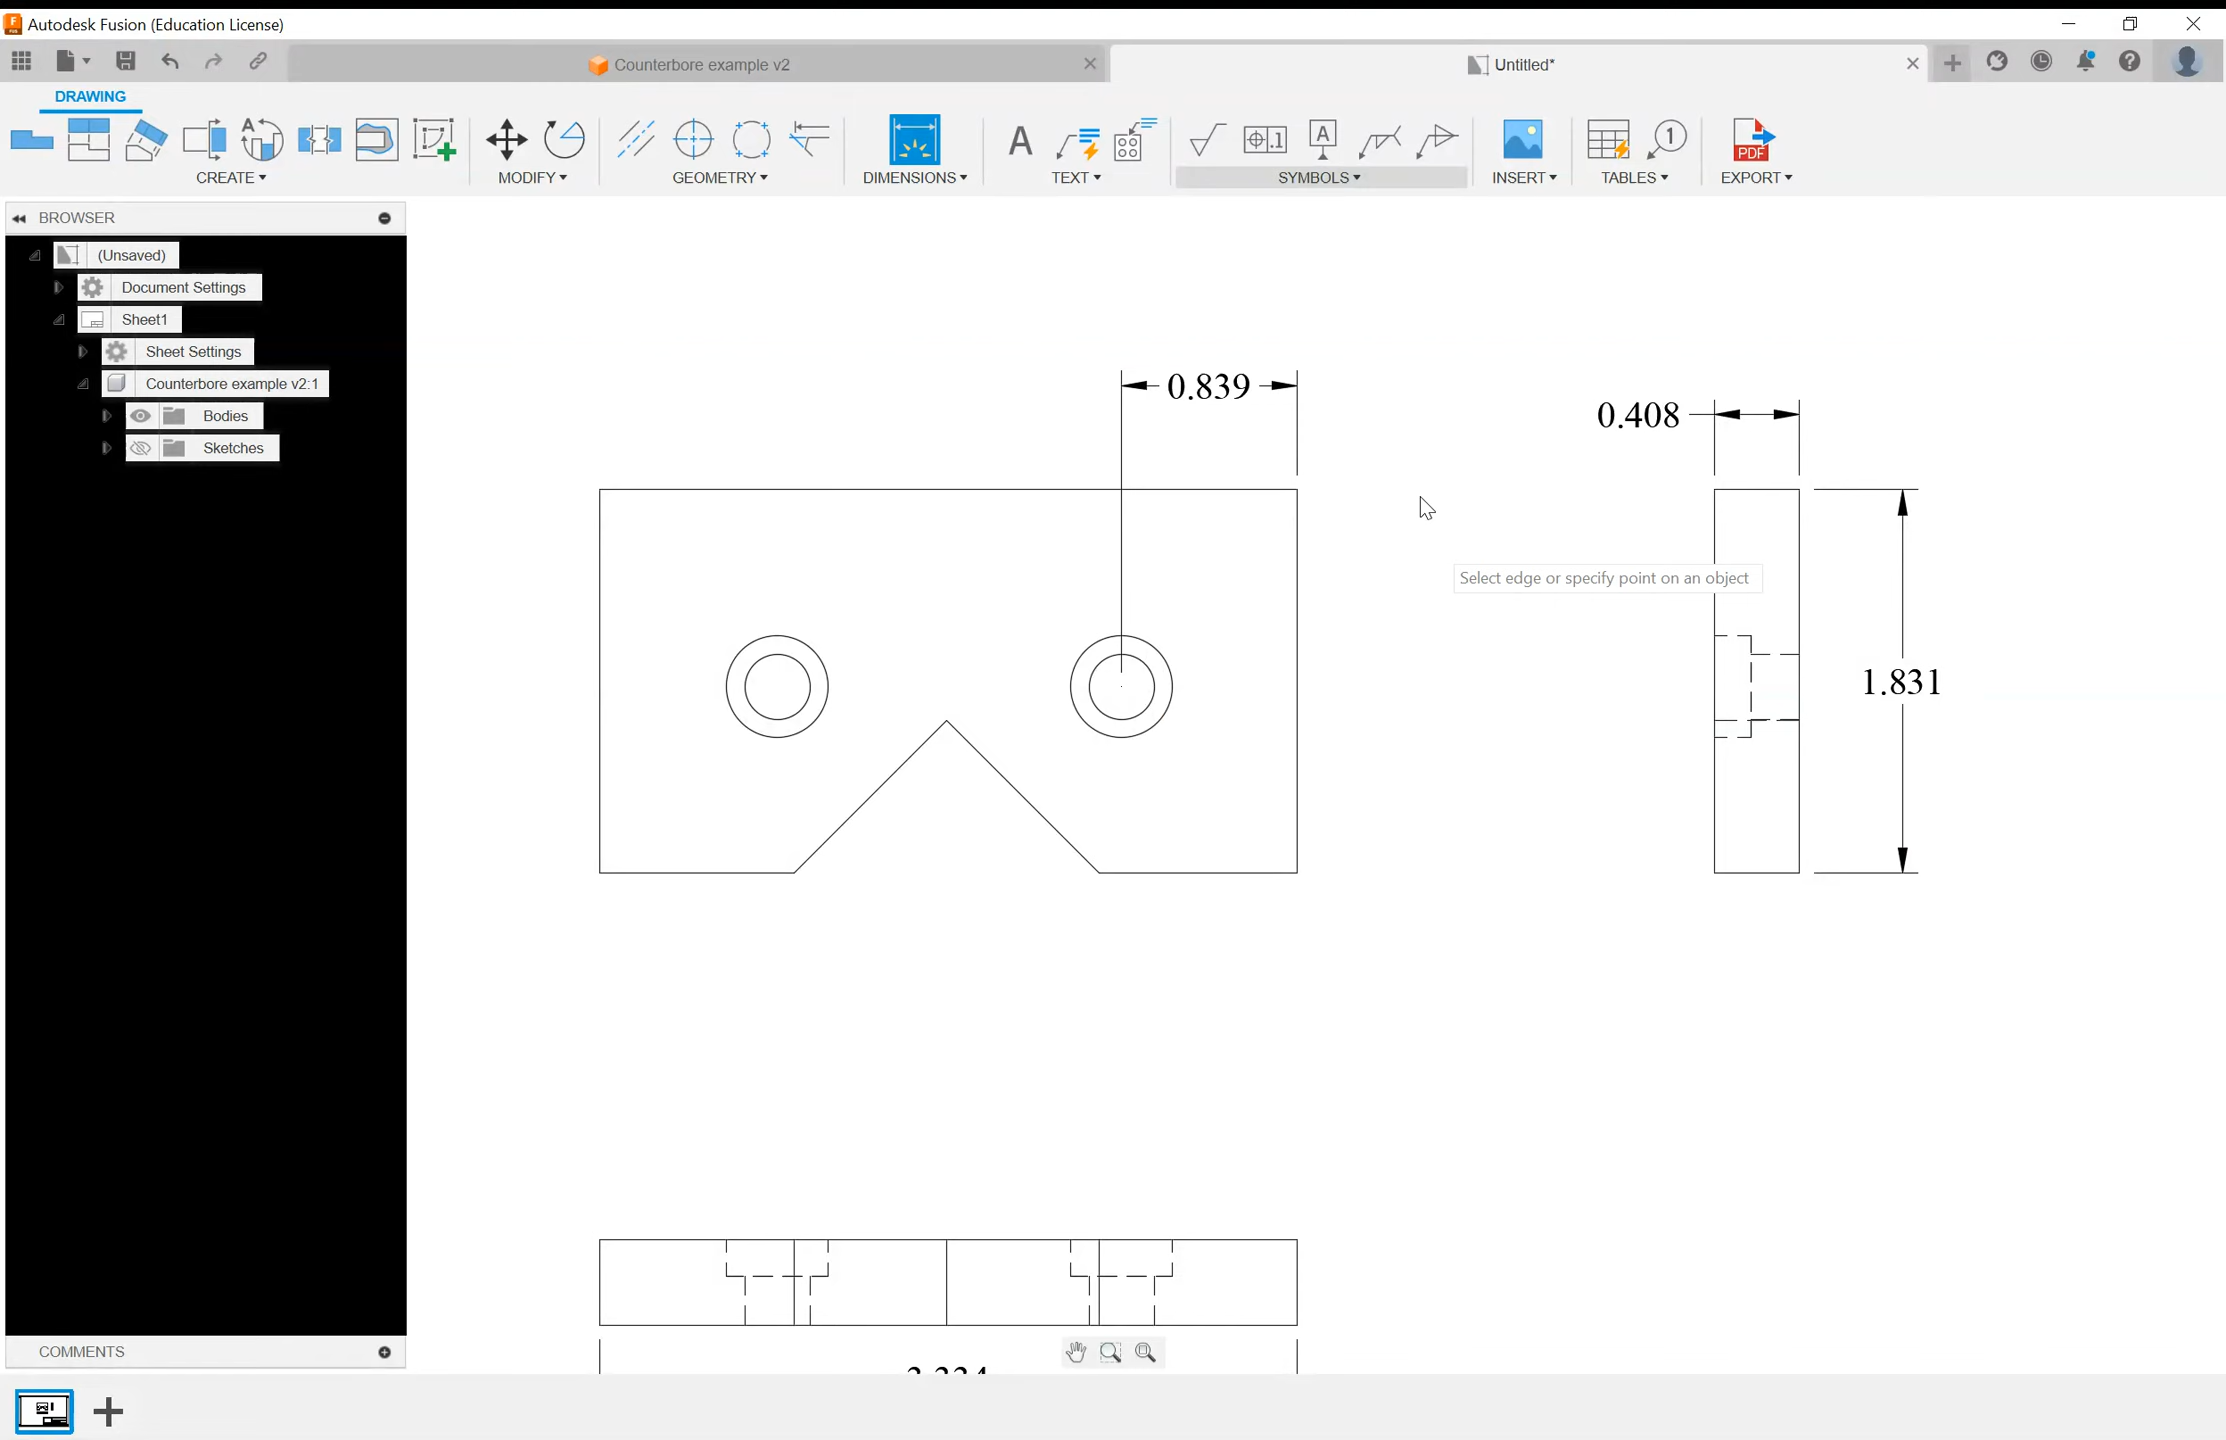 Autodesk Fusion (Education License)
Counterbore example v2
Untitled*
DRAWING
CREATE
MODIFY
GEOMETRY
DIMENSIONS
TEXT
SYMBOLS
INSERT
TABLES
EXPORT
BROWSER
(Unsaved)
Document Settings
Sheet1
Sheet Settings
Counterbore example v2:1
Bodies
Sketches
0.839
0.408
Select edge or specify point on an object
1.831
COMMENTS